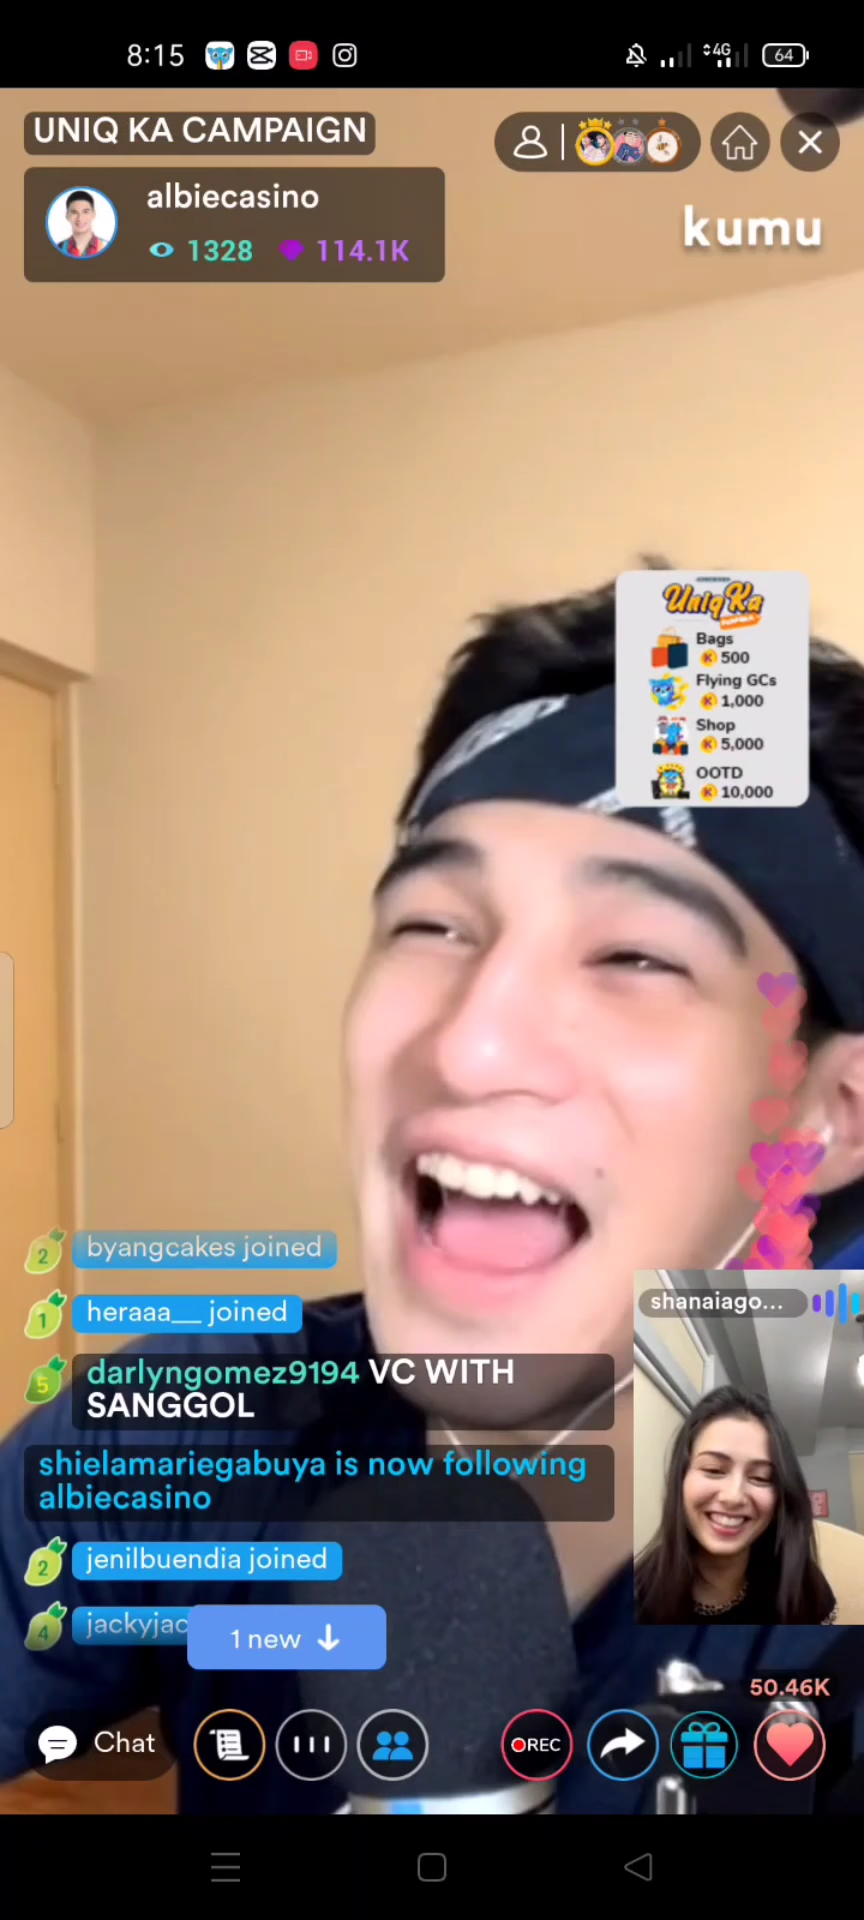 8:15
4G
64
UNIQ KA CAMPAIGN
albiecasino
1328 114.1K
kumu
UniqKa
Bags
K 500
Flying GCs
K 1,000
Shop
K 5,000
OOTD
K 10,000
2 byangcakes joined
1 heraaa__ joined
shanaiago...
5 darlyngomez9194 VC WITH
SANGGOL
shielamariegabuya is now following
albiecasino
2 jenilbuendia joined
4 jackyjac
1 new
50.46K
Chat
REC